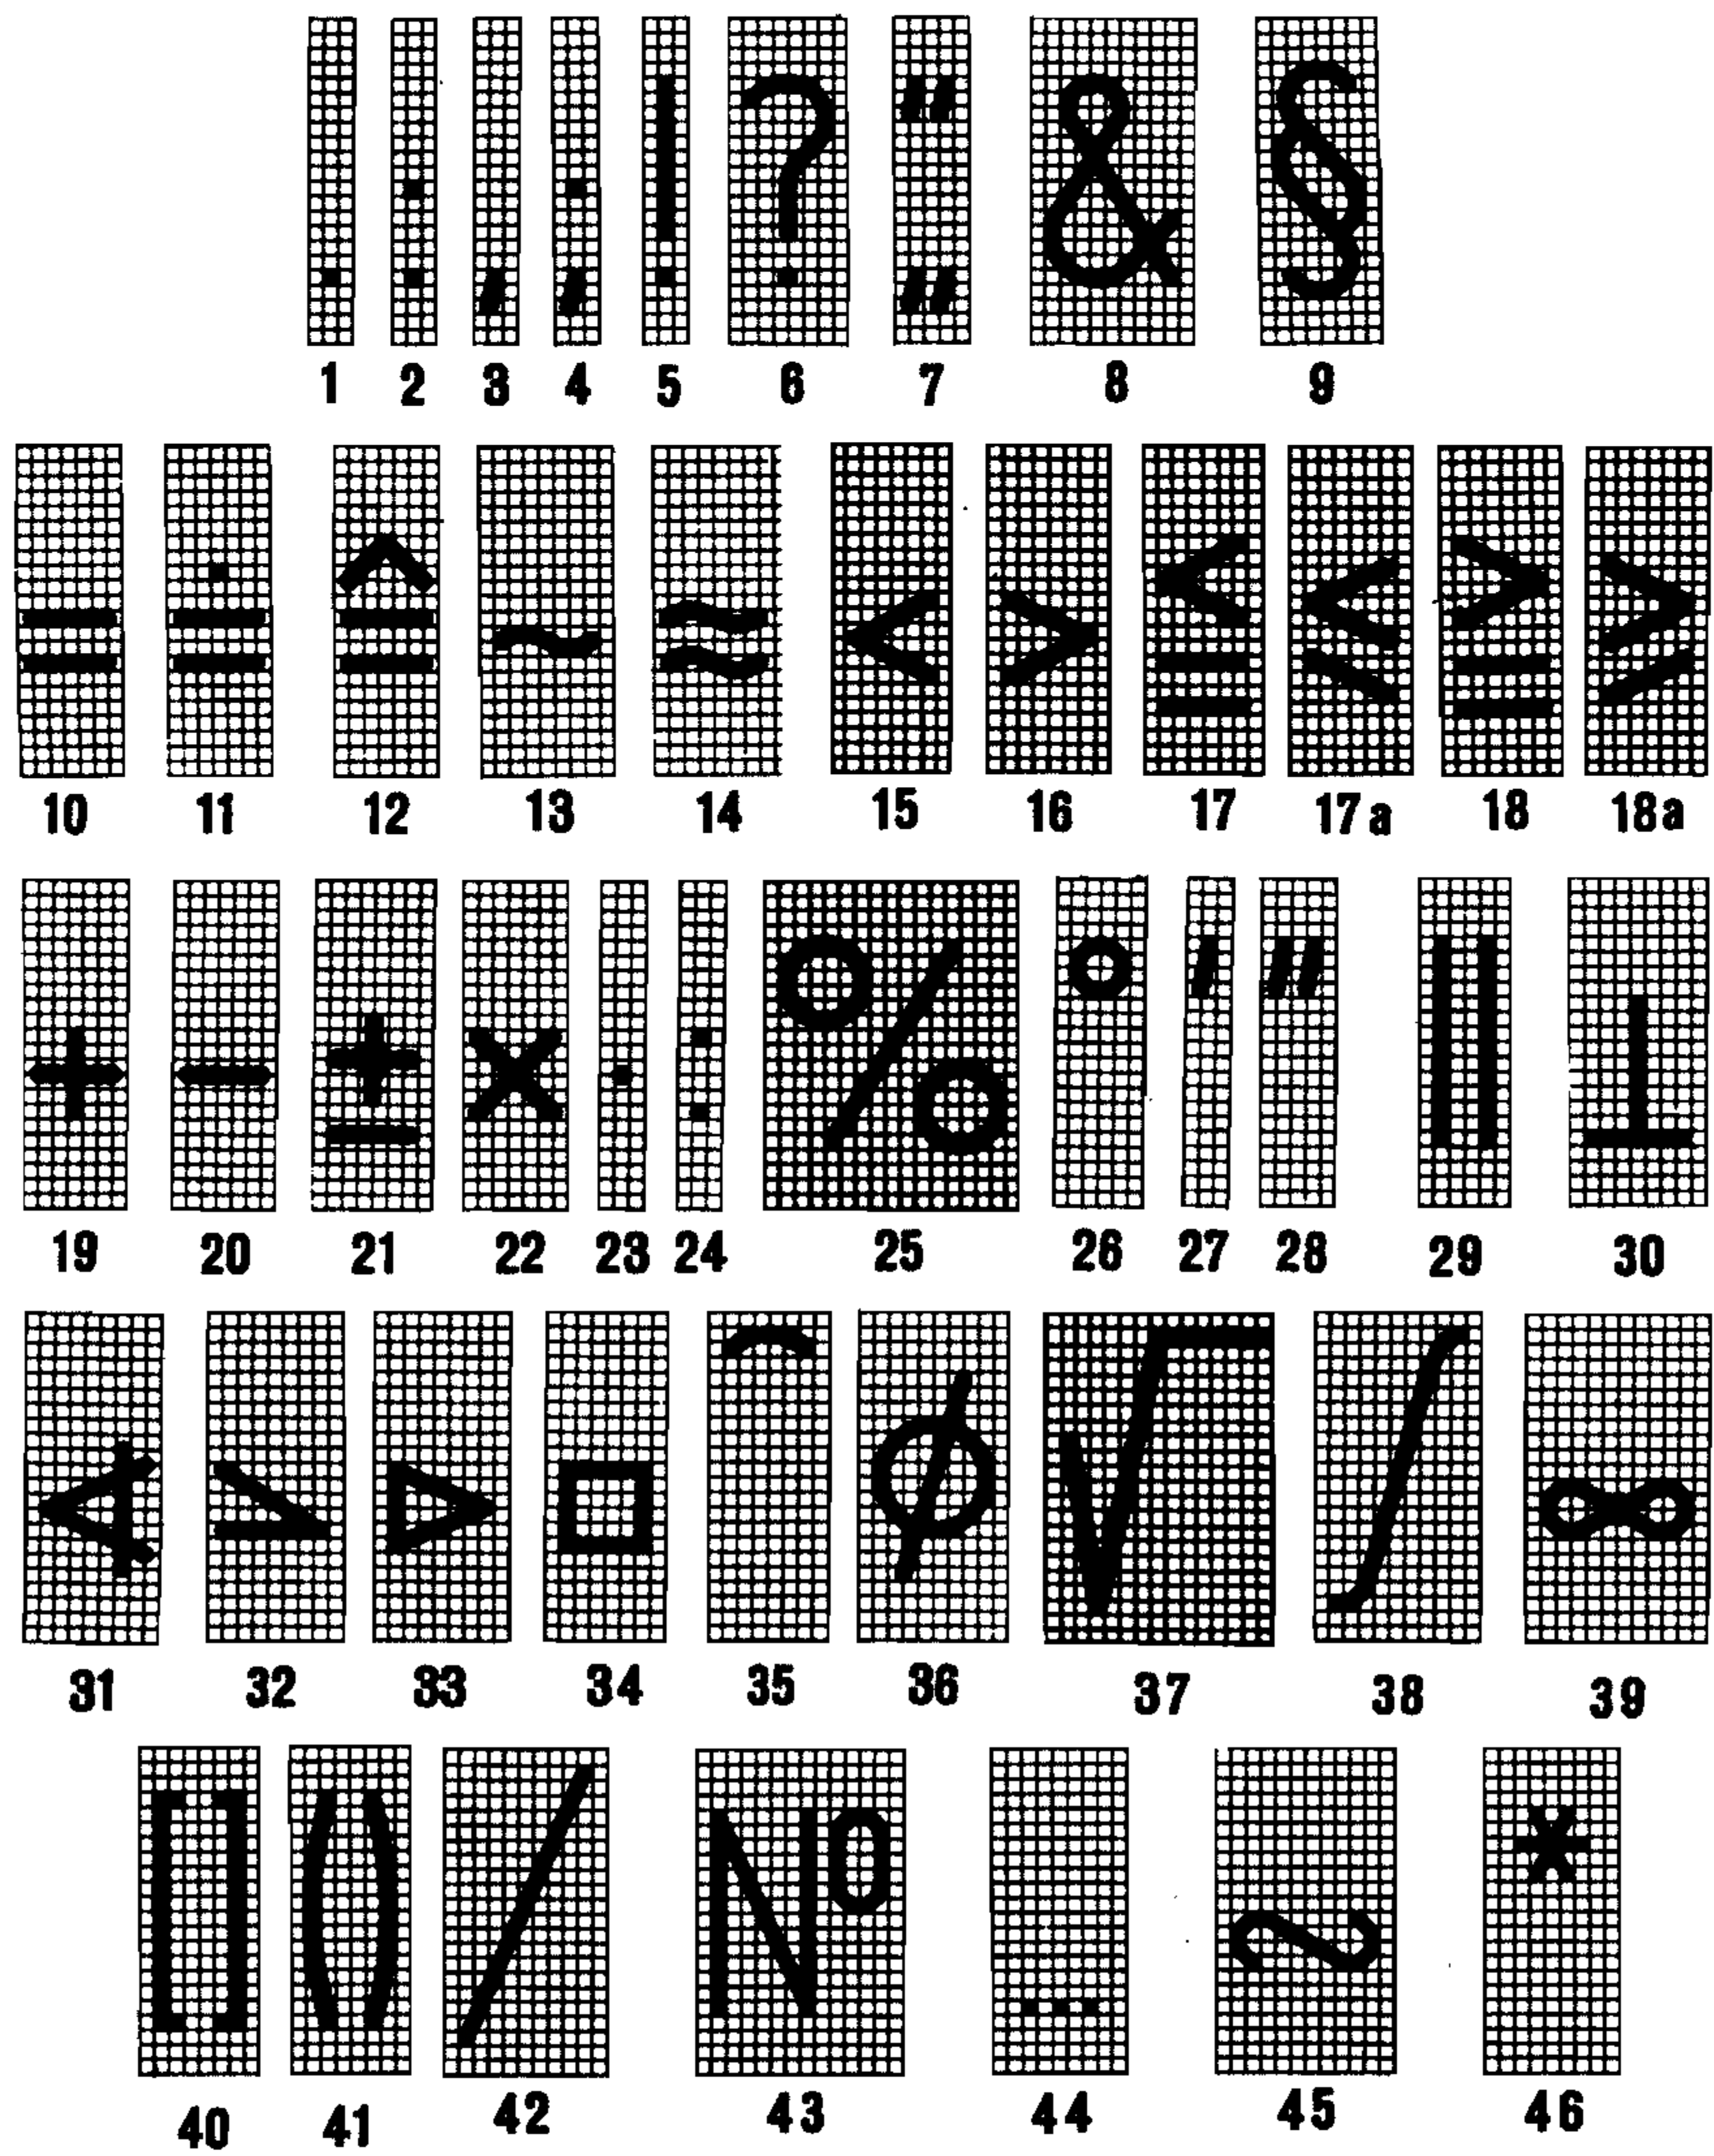 . : , ; ! ? " „ & §
1 2 3 4 5 6 7 8 9
= ≐ ≙ ~ ≈ < > ≦ ⩽ ≧ ⩾
10 11 12 13 14 15 16 17 17a 18 18a
+ − ± × · : % ° ′ ″ ‖ ⊥
19 20 21 22 23 24 25 26 27 28 29 30
∢ ⦣ ▷ □ ⌒ ø √ ∫ ∞
31 32 33 34 35 36 37 38 39
[] () / № ... ∾ *
40 41 42 43 44 45 46